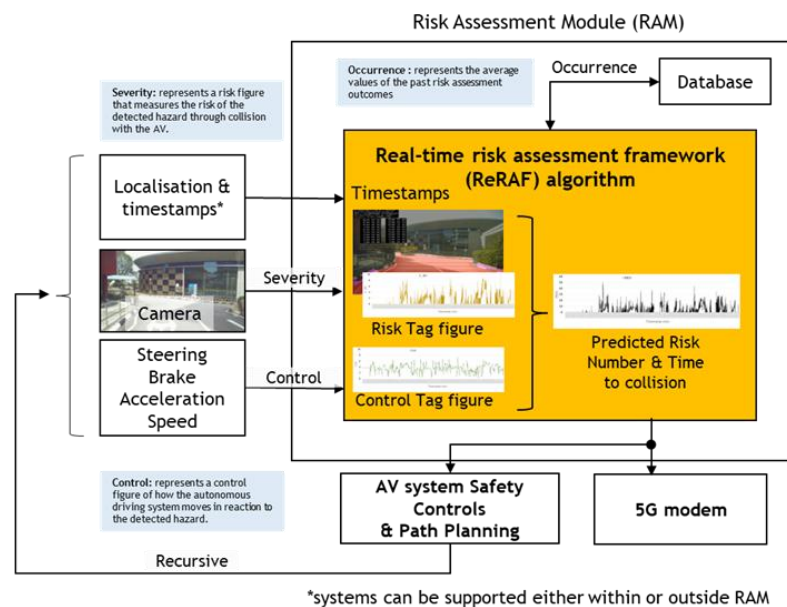 Risk Assessment Module (RAM)
Severity: represents a risk figure
that measures the risk of the
detected hazard through collision
with the AV.
Occurrence : represents the average
values of the past risk assessment
outcomes
Occurrence
Database
Real-time risk assessment framework
(ReRAF) algorithm
Localisation &
timestamps*
Timestamps
Camera
Severity
Risk Tag figure
Predicted Risk
Number & Time
to collision
Steering
Brake
Acceleration
Speed
Control
Control Tag figure
Control: represents a control
figure of how the autonomous
driving system moves in reaction to
the detected hazard.
AV system Safety
Controls
& Path Planning
5G modem
Recursive
*systems can be supported either within or outside RAM